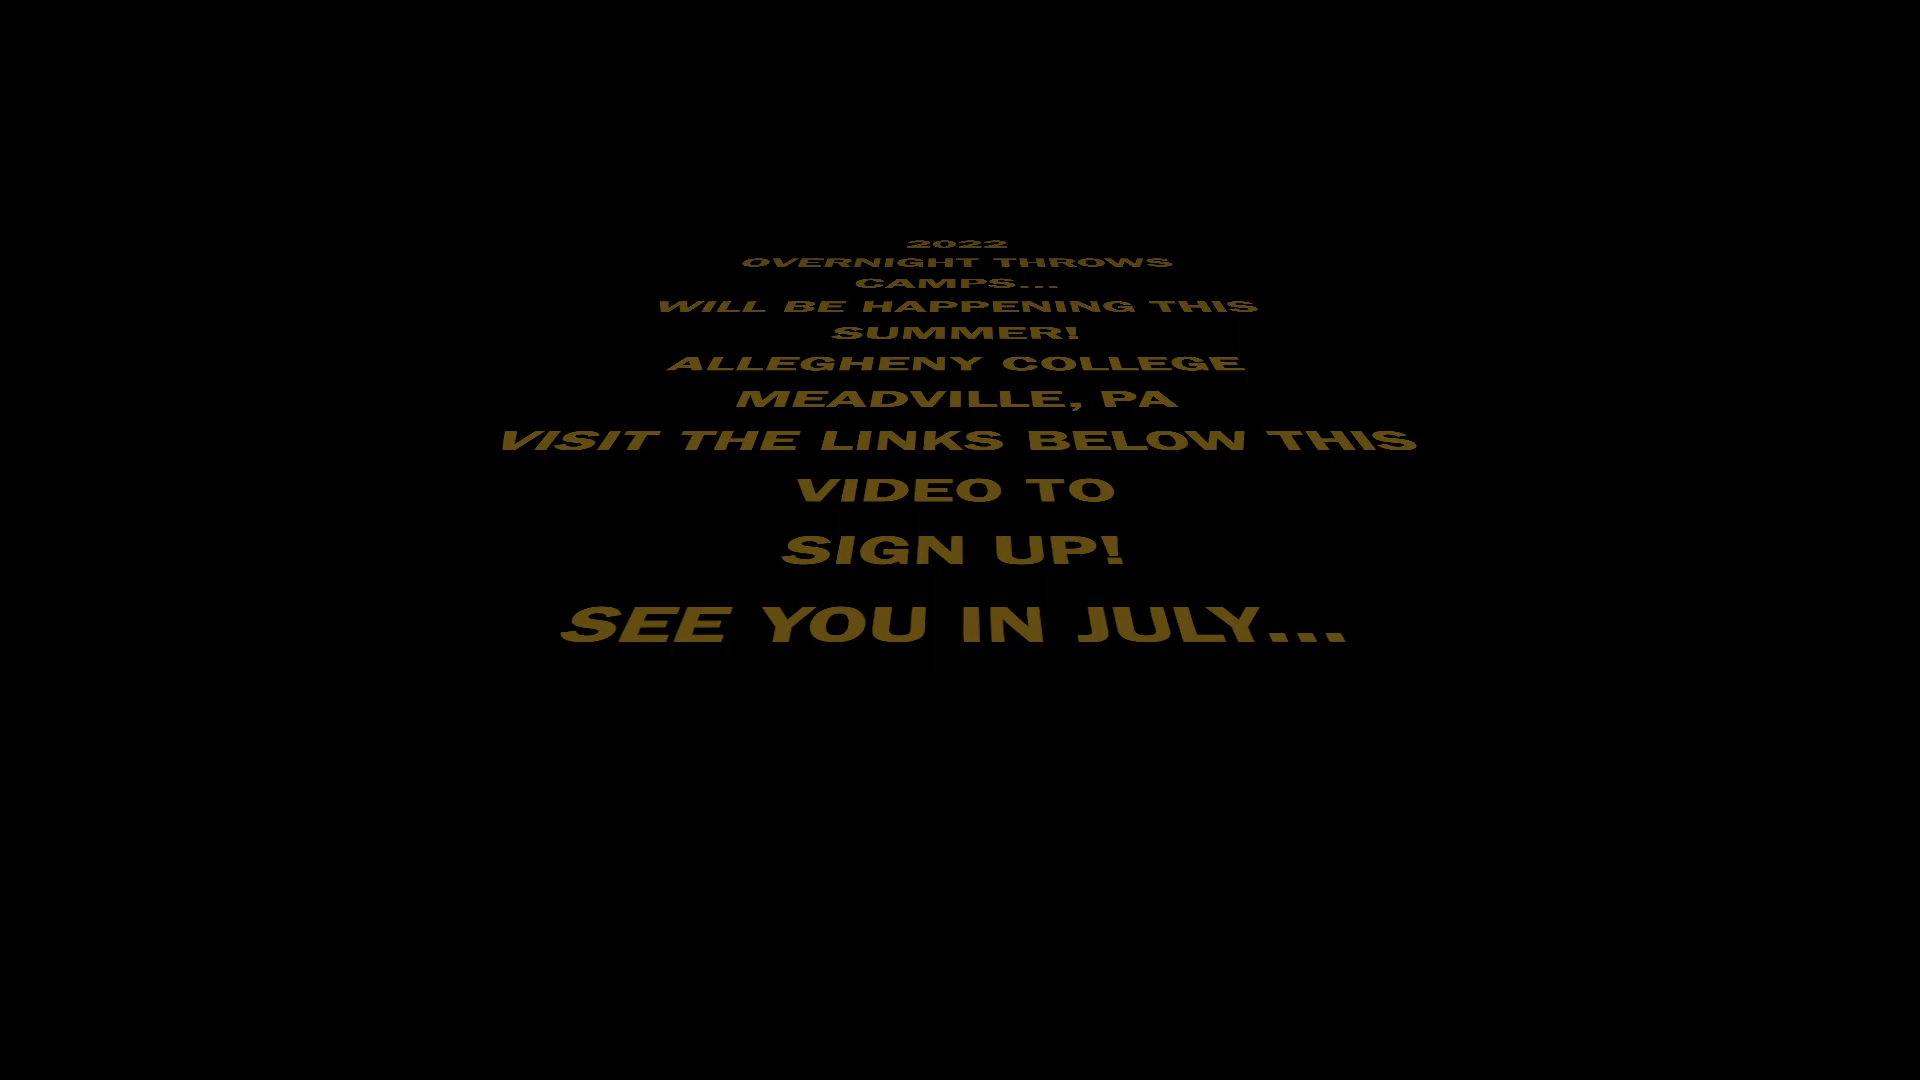 2022
OVERNIGHT THROWS
CAMPS...
WILL BE HAPPENING THIS
SUMMER!
ALLEGHENY COLLEGE
MEADVILLE, PA
VISIT THE LINKS BELOW THIS
VIDEO TO
SIGN UP!
SEE YOU IN JULY...